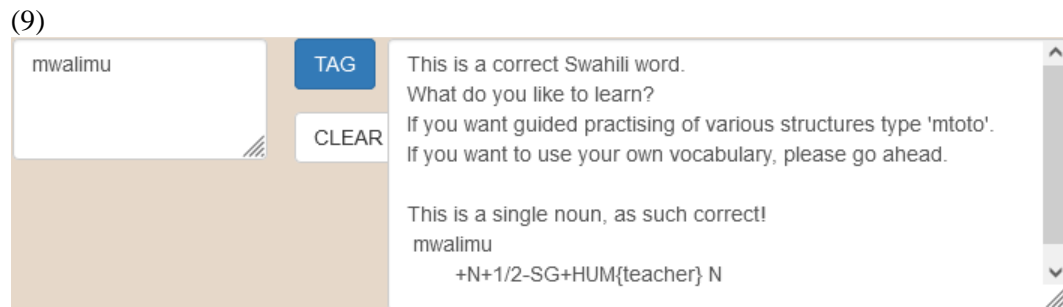 (9)
mwalimu
TAG
CLEAR
This is a correct Swahili word.
What do you like to learn?
If you want guided practising of various structures type 'mtoto'.
If you want to use your own vocabulary, please go ahead.
This is a single noun, as such correct!
mwalimu
+N+1/2-SG+HUM{teacher} N